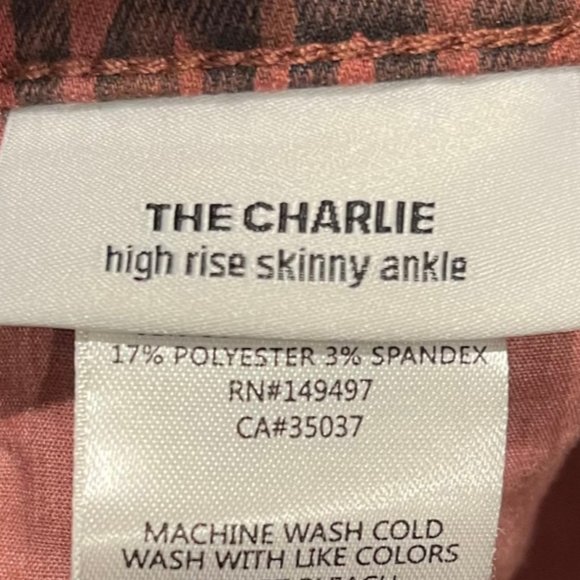 THE CHARLIE
high rise skinny ankle
17% POLYESTER 3% SPANDEX
RN#149497
CA#35037
MACHINE WASH COLD
WASH WITH LIKE COLORS